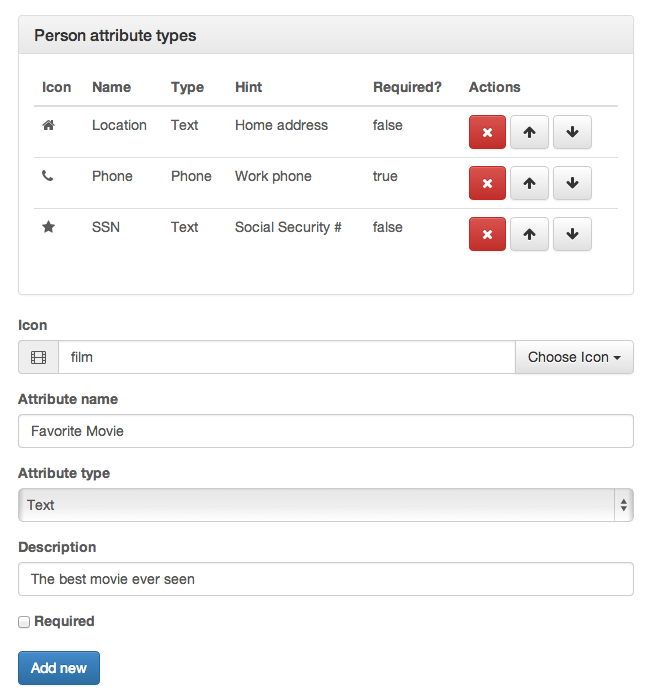 Person attribute types
Icon Name Type Hint Required? Actions
Location Text Home address false
Phone Phone Work phone true
SSN Text Social Security # false
Icon
film Choose Icon
Attribute name
Favorite Movie
Attribute type
Text
Description
The best movie ever seen
Required
Add new